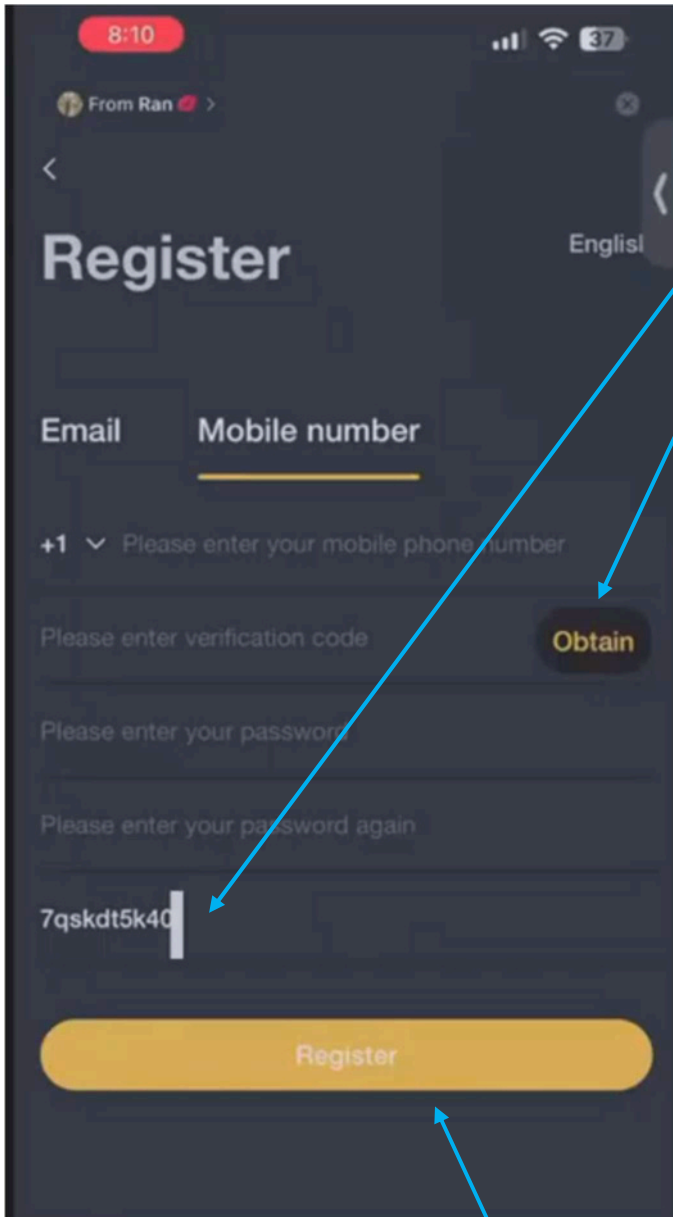 8:10
37
From Ran 💋 >
Register
Englis
Email Mobile number
+1 Please enter your mobile phone number
Please enter verification code Obtain
Please enter your password
Please enter your password again
7qskdt5k40
Register